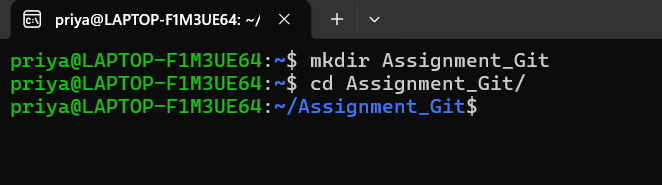 priya@LAPTOP-F1M3UE64: ~/
priya@LAPTOP-F1M3UE64:~$ mkdir Assignment_Git
priya@LAPTOP-F1M3UE64:~$ cd Assignment_Git/
priya@LAPTOP-F1M3UE64:~/Assignment_Git$